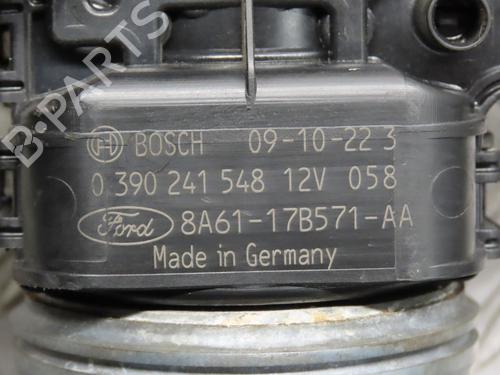 B-PARTS
BOSCH 09-10-22 3
0 390 241 548 12V 058
Ford 8A61-17B571-AA
Made in Germany